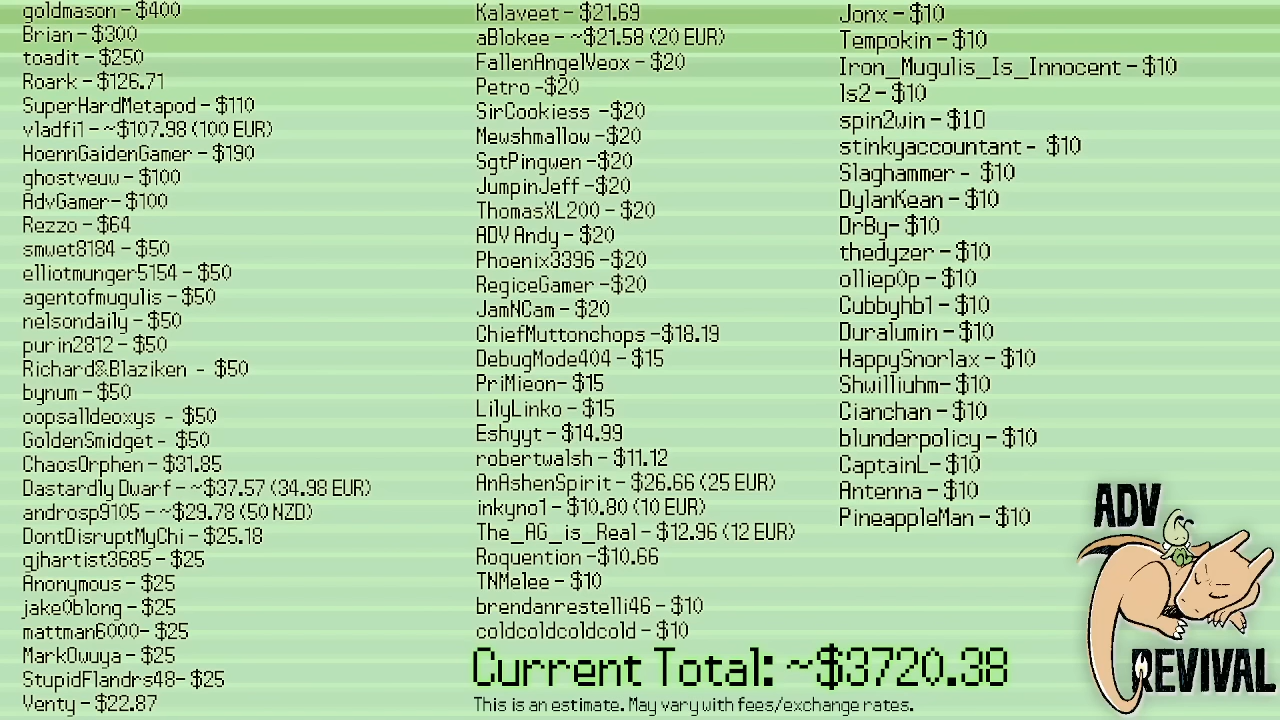 goldmason - $400
Brian - $300
toadit - $250
Roark - $126.71
SuperHardMetapod - $110
vladfi1 - ~$107.98 (100 EUR)
HoennGaidenGamer - $190
ghostveuw - $100
AdvGamer- $100
Rezzo - $64
smwet8184 - $50
elliotmunger5154 - $50
agentofmugulis - $50
nelsondaily - $50
purin2812 - $50
Richard&Blaziken - $50
bynum - $50
oopsalldeoxys - $50
GoldenSmidget - $50
ChaosOrphen - $31.85
Dastardly Dwarf - ~$37.57 (34.98 EUR)
androsp9105 - ~$29.78 (50 NZD)
DontDisruptMyChi - $25.18
gjhartist3685 - $25
Anonymous - $25
jake0blong - $25
mattman6000- $25
MarkOwuya - $25
StupidFlandrs48- $25
Venty - $22.87
Kalaveet - $21.69
aBlokee - ~$21.58 (20 EUR)
FallenAngelVeox - $20
Petro -$20
SirCookiess -$20
Mewshmallow -$20
SgtPingwen -$20
JumpinJeff -$20
ThomasXL200 - $20
ADV Andy - $20
Phoenix3396 -$20
RegiceGamer -$20
JamNCam - $20
ChiefMuttonchops -$18.19
DebugMode404 - $15
PriMieon- $15
LilyLinko - $15
Eshyyt - $14.99
robertwalsh - $11.12
AnAshenSpirit - $26.66 (25 EUR)
inkyno1 - $10.80 (10 EUR)
The_AG_is_Real - $12.96 (12 EUR)
Roquention -$10.66
TNMelee - $10
brendanrestelli46 - $10
coldcoldcoldcold - $10
Jonx - $10
Tempokin - $10
Iron_Mugulis_Is_Innocent - $10
ls2 - $10
spin2win - $10
stinkyaccountant - $10
Slaghammer - $10
DylanKean - $10
DrBy- $10
thedyzer - $10
olliep0p - $10
Cubbyhb1 - $10
Duralumin - $10
HappySnorlax - $10
Shwilliuhm- $10
Cianchan - $10
blunderpolicy - $10
CaptainL- $10
Antenna - $10
PineappleMan - $10
Current Total: ~$3720.38
This is an estimate. May vary with fees/exchange rates.
ADV
REVIVAL